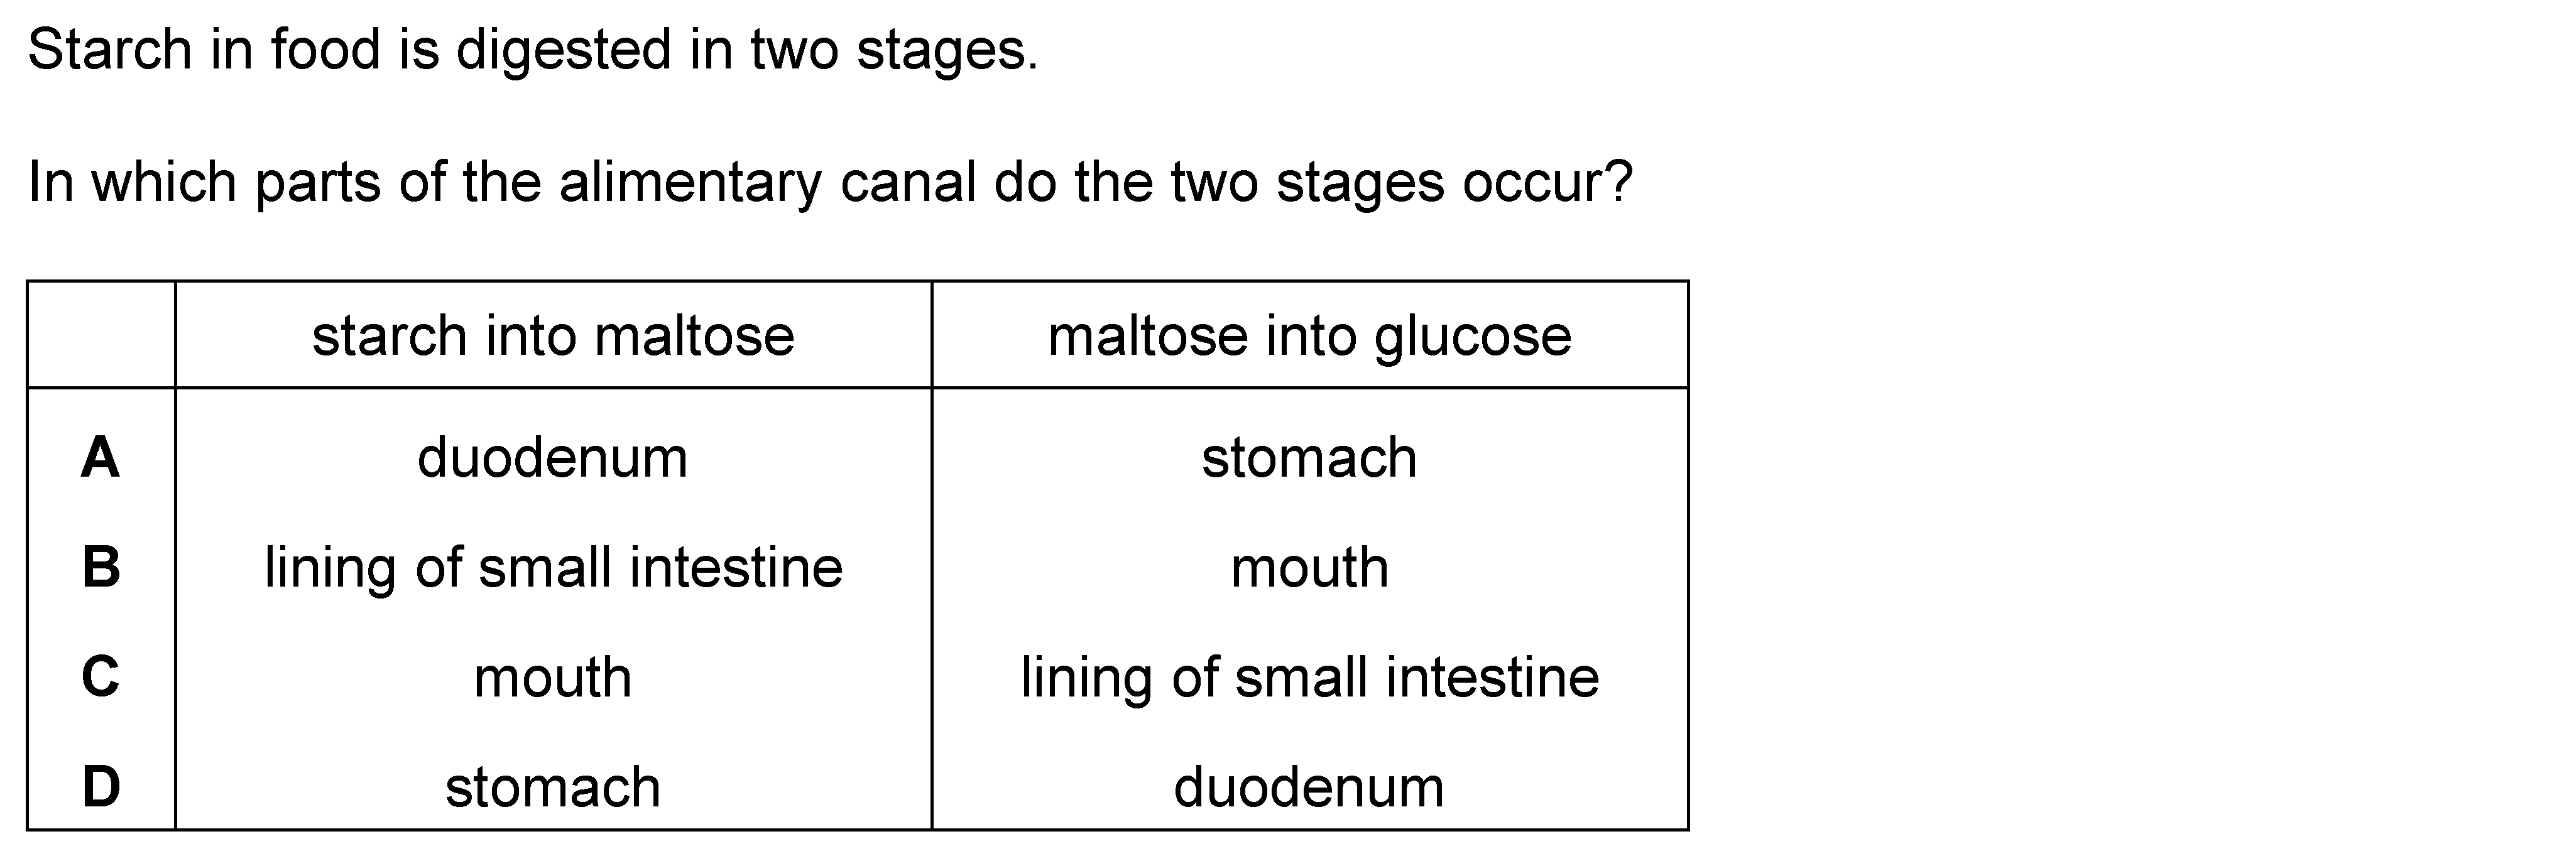 Starch in food is digested in two stages.
In which parts of the alimentary canal do the two stages occur?
starch into maltose maltose into glucose
A duodenum stomach
B lining of small intestine mouth
C mouth lining of small intestine
D stomach duodenum